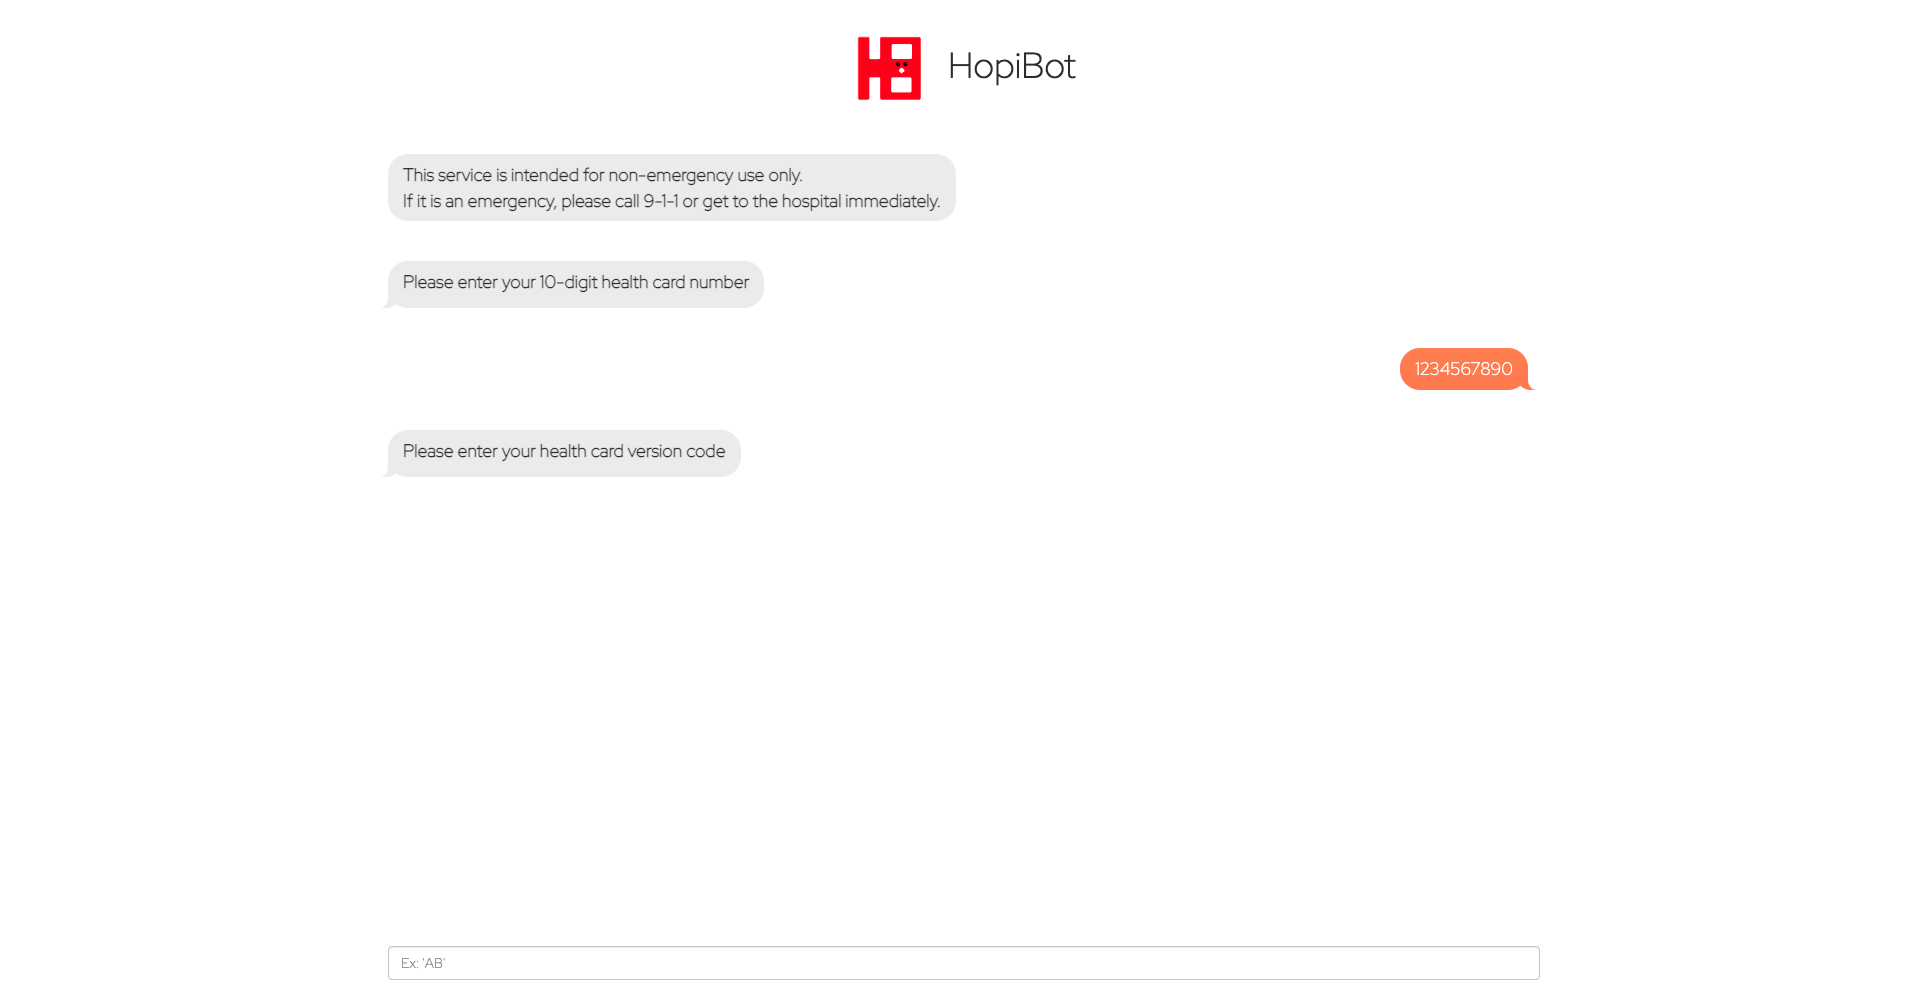 HopiBot
This service is intended for non-emergency use only.
If it is an emergency, please call 9-1-1 or get to the hospital immediately.
Please enter your 10-digit health card number
1234567890
Please enter your health card version code
Ex: 'AB'